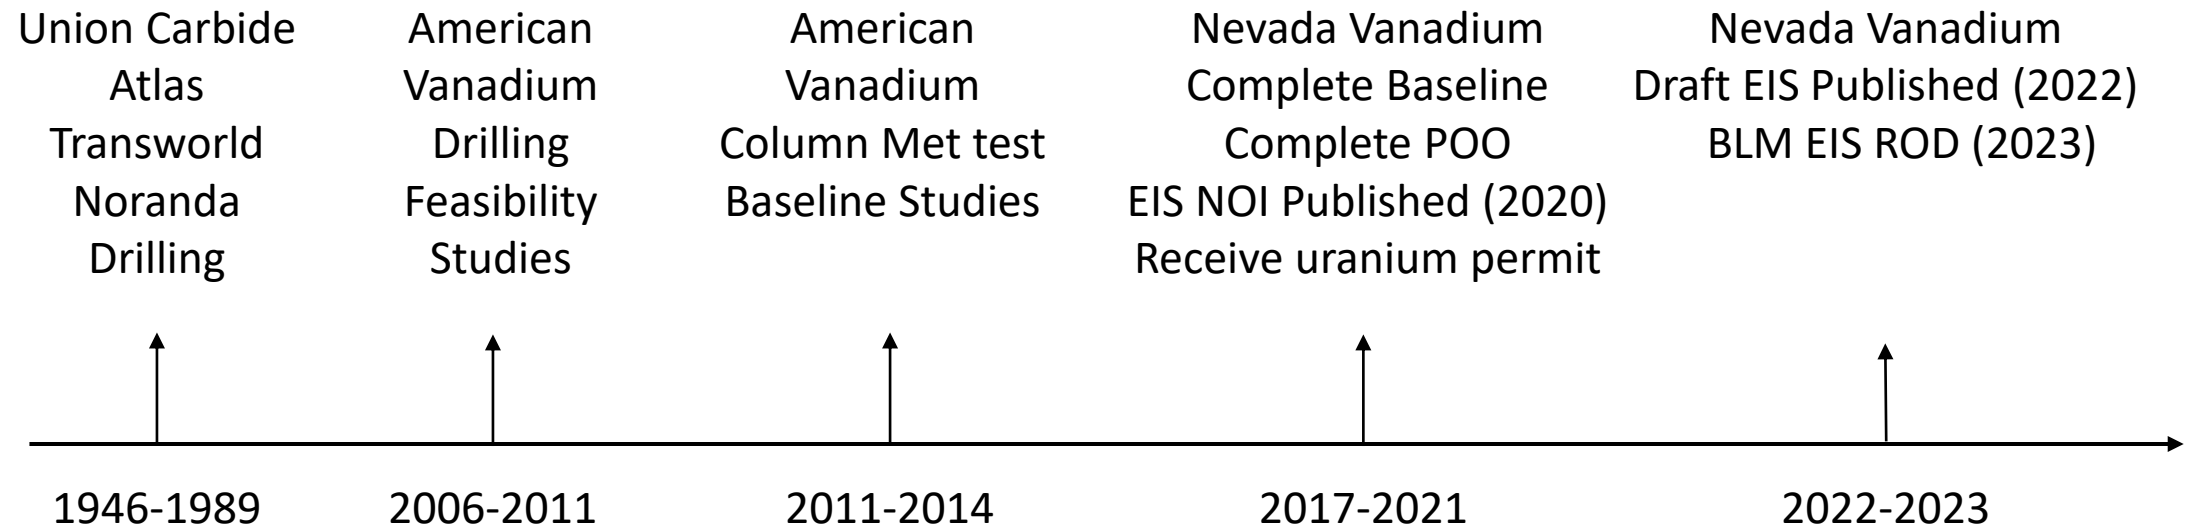 Union Carbide
Atlas
Transworld
Noranda
Drilling
American
Vanadium
Drilling
Feasibility
Studies
American
Vanadium
Column Met test
Baseline Studies
Nevada Vanadium
Complete Baseline
Complete POO
EIS NOI Published (2020)
Receive uranium permit
Nevada Vanadium
Draft EIS Published (2022)
BLM EIS ROD (2023)
1946-1989
2006-2011
2011-2014
2017-2021
2022-2023